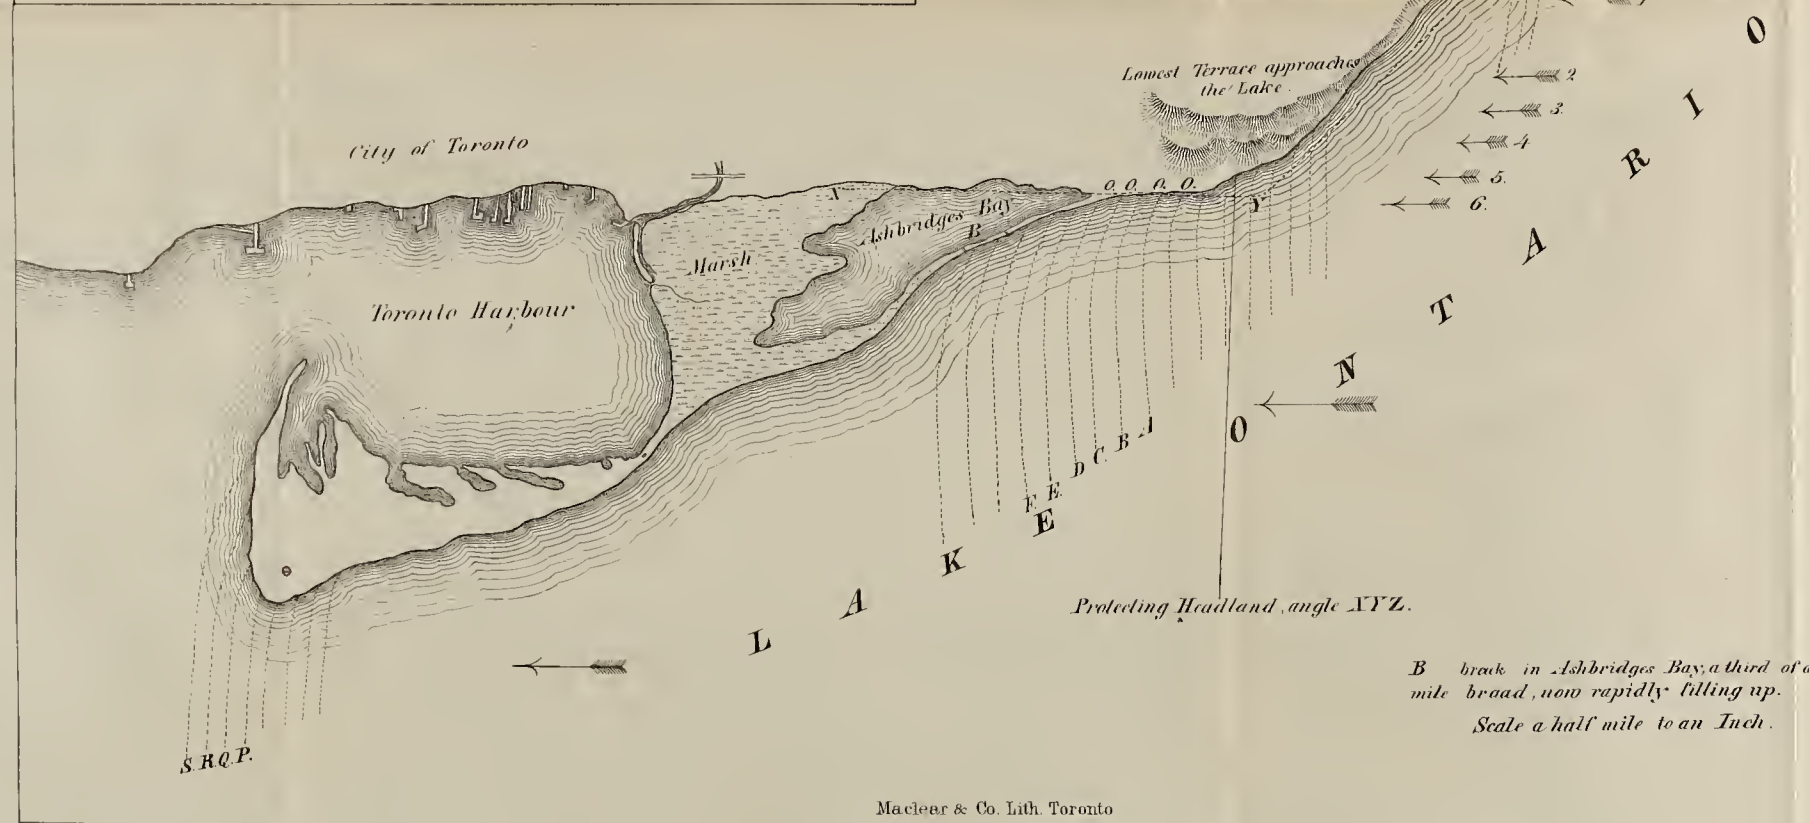 Lowest Terrace approaches
the Lake.
City of Toronto
2
3.
4
5.
6.
O. O. O. O.
X
Ashbridges Bay
B
Y
Marsh
Toronto Harbour
LAKE ONTARIO
A
B
C.
D
E.
F.
Protecting Headland, angle XYZ.
B break in Ashbridges Bay, a third of a
mile broad, now rapidly filling up.
Scale a half mile to an Inch.
S. R. Q. P.
Maclear & Co. Lith. Toronto